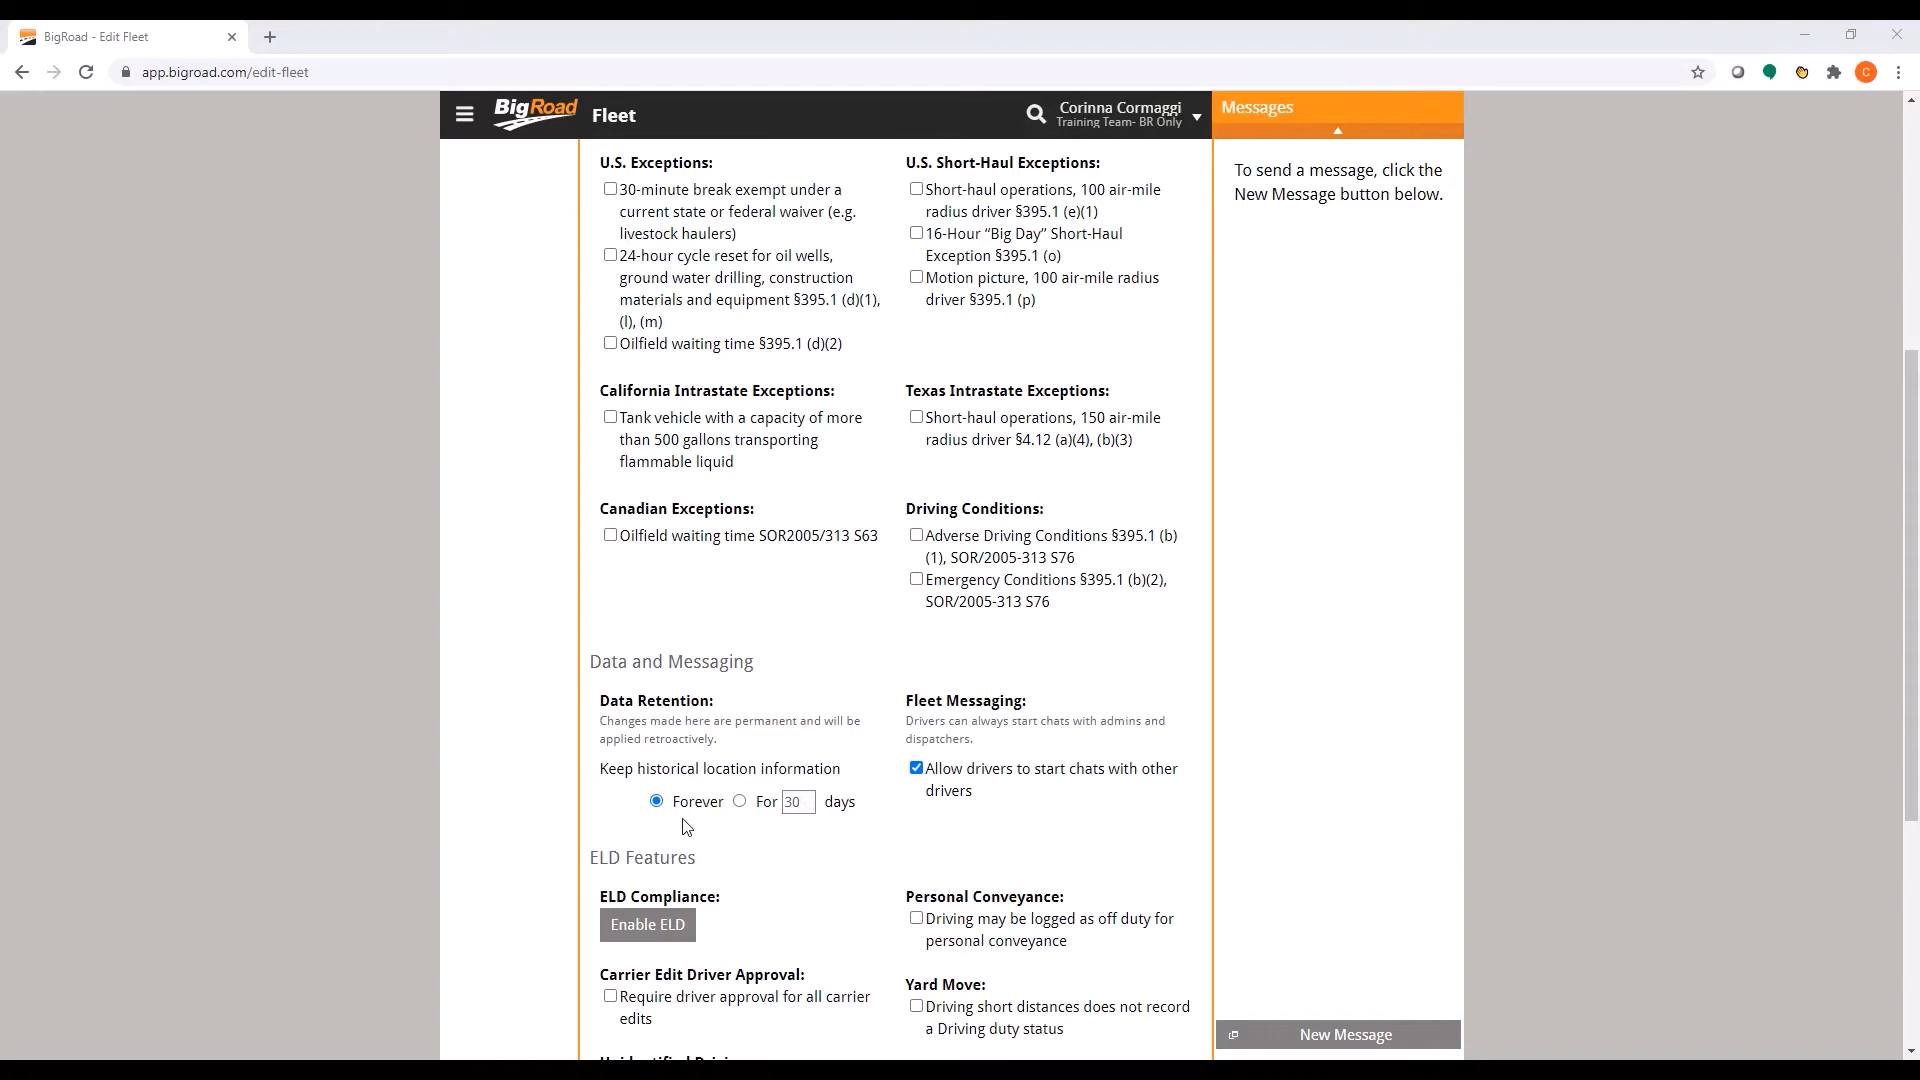 BigRoad - Edit Fleet
app.bigroad.com/edit-fleet
C
BigRoad
Fleet
Corinna Cormaggi
Training Team- BR Only
Messages
To send a message, click the
New Message button below.
U.S. Exceptions:
30-minute break exempt under a
current state or federal waiver (e.g.
livestock haulers)
24-hour cycle reset for oil wells,
ground water drilling, construction
materials and equipment §395.1 (d)(1),
(l), (m)
Oilfield waiting time §395.1 (d)(2)
U.S. Short-Haul Exceptions:
Short-haul operations, 100 air-mile
radius driver §395.1 (e)(1)
16-Hour “Big Day” Short-Haul
Exception §395.1 (o)
Motion picture, 100 air-mile radius
driver §395.1 (p)
California Intrastate Exceptions:
Tank vehicle with a capacity of more
than 500 gallons transporting
flammable liquid
Texas Intrastate Exceptions:
Short-haul operations, 150 air-mile
radius driver §4.12 (a)(4), (b)(3)
Canadian Exceptions:
Oilfield waiting time SOR2005/313 S63
Driving Conditions:
Adverse Driving Conditions §395.1 (b)
(1), SOR/2005-313 S76
Emergency Conditions §395.1 (b)(2),
SOR/2005-313 S76
Data and Messaging
Data Retention:
Changes made here are permanent and will be
applied retroactively.
Keep historical location information
Forever For 30 days
Fleet Messaging:
Drivers can always start chats with admins and
dispatchers.
Allow drivers to start chats with other
drivers
ELD Features
ELD Compliance:
Enable ELD
Personal Conveyance:
Driving may be logged as off duty for
personal conveyance
Carrier Edit Driver Approval:
Require driver approval for all carrier
edits
Yard Move:
Driving short distances does not record
a Driving duty status
New Message